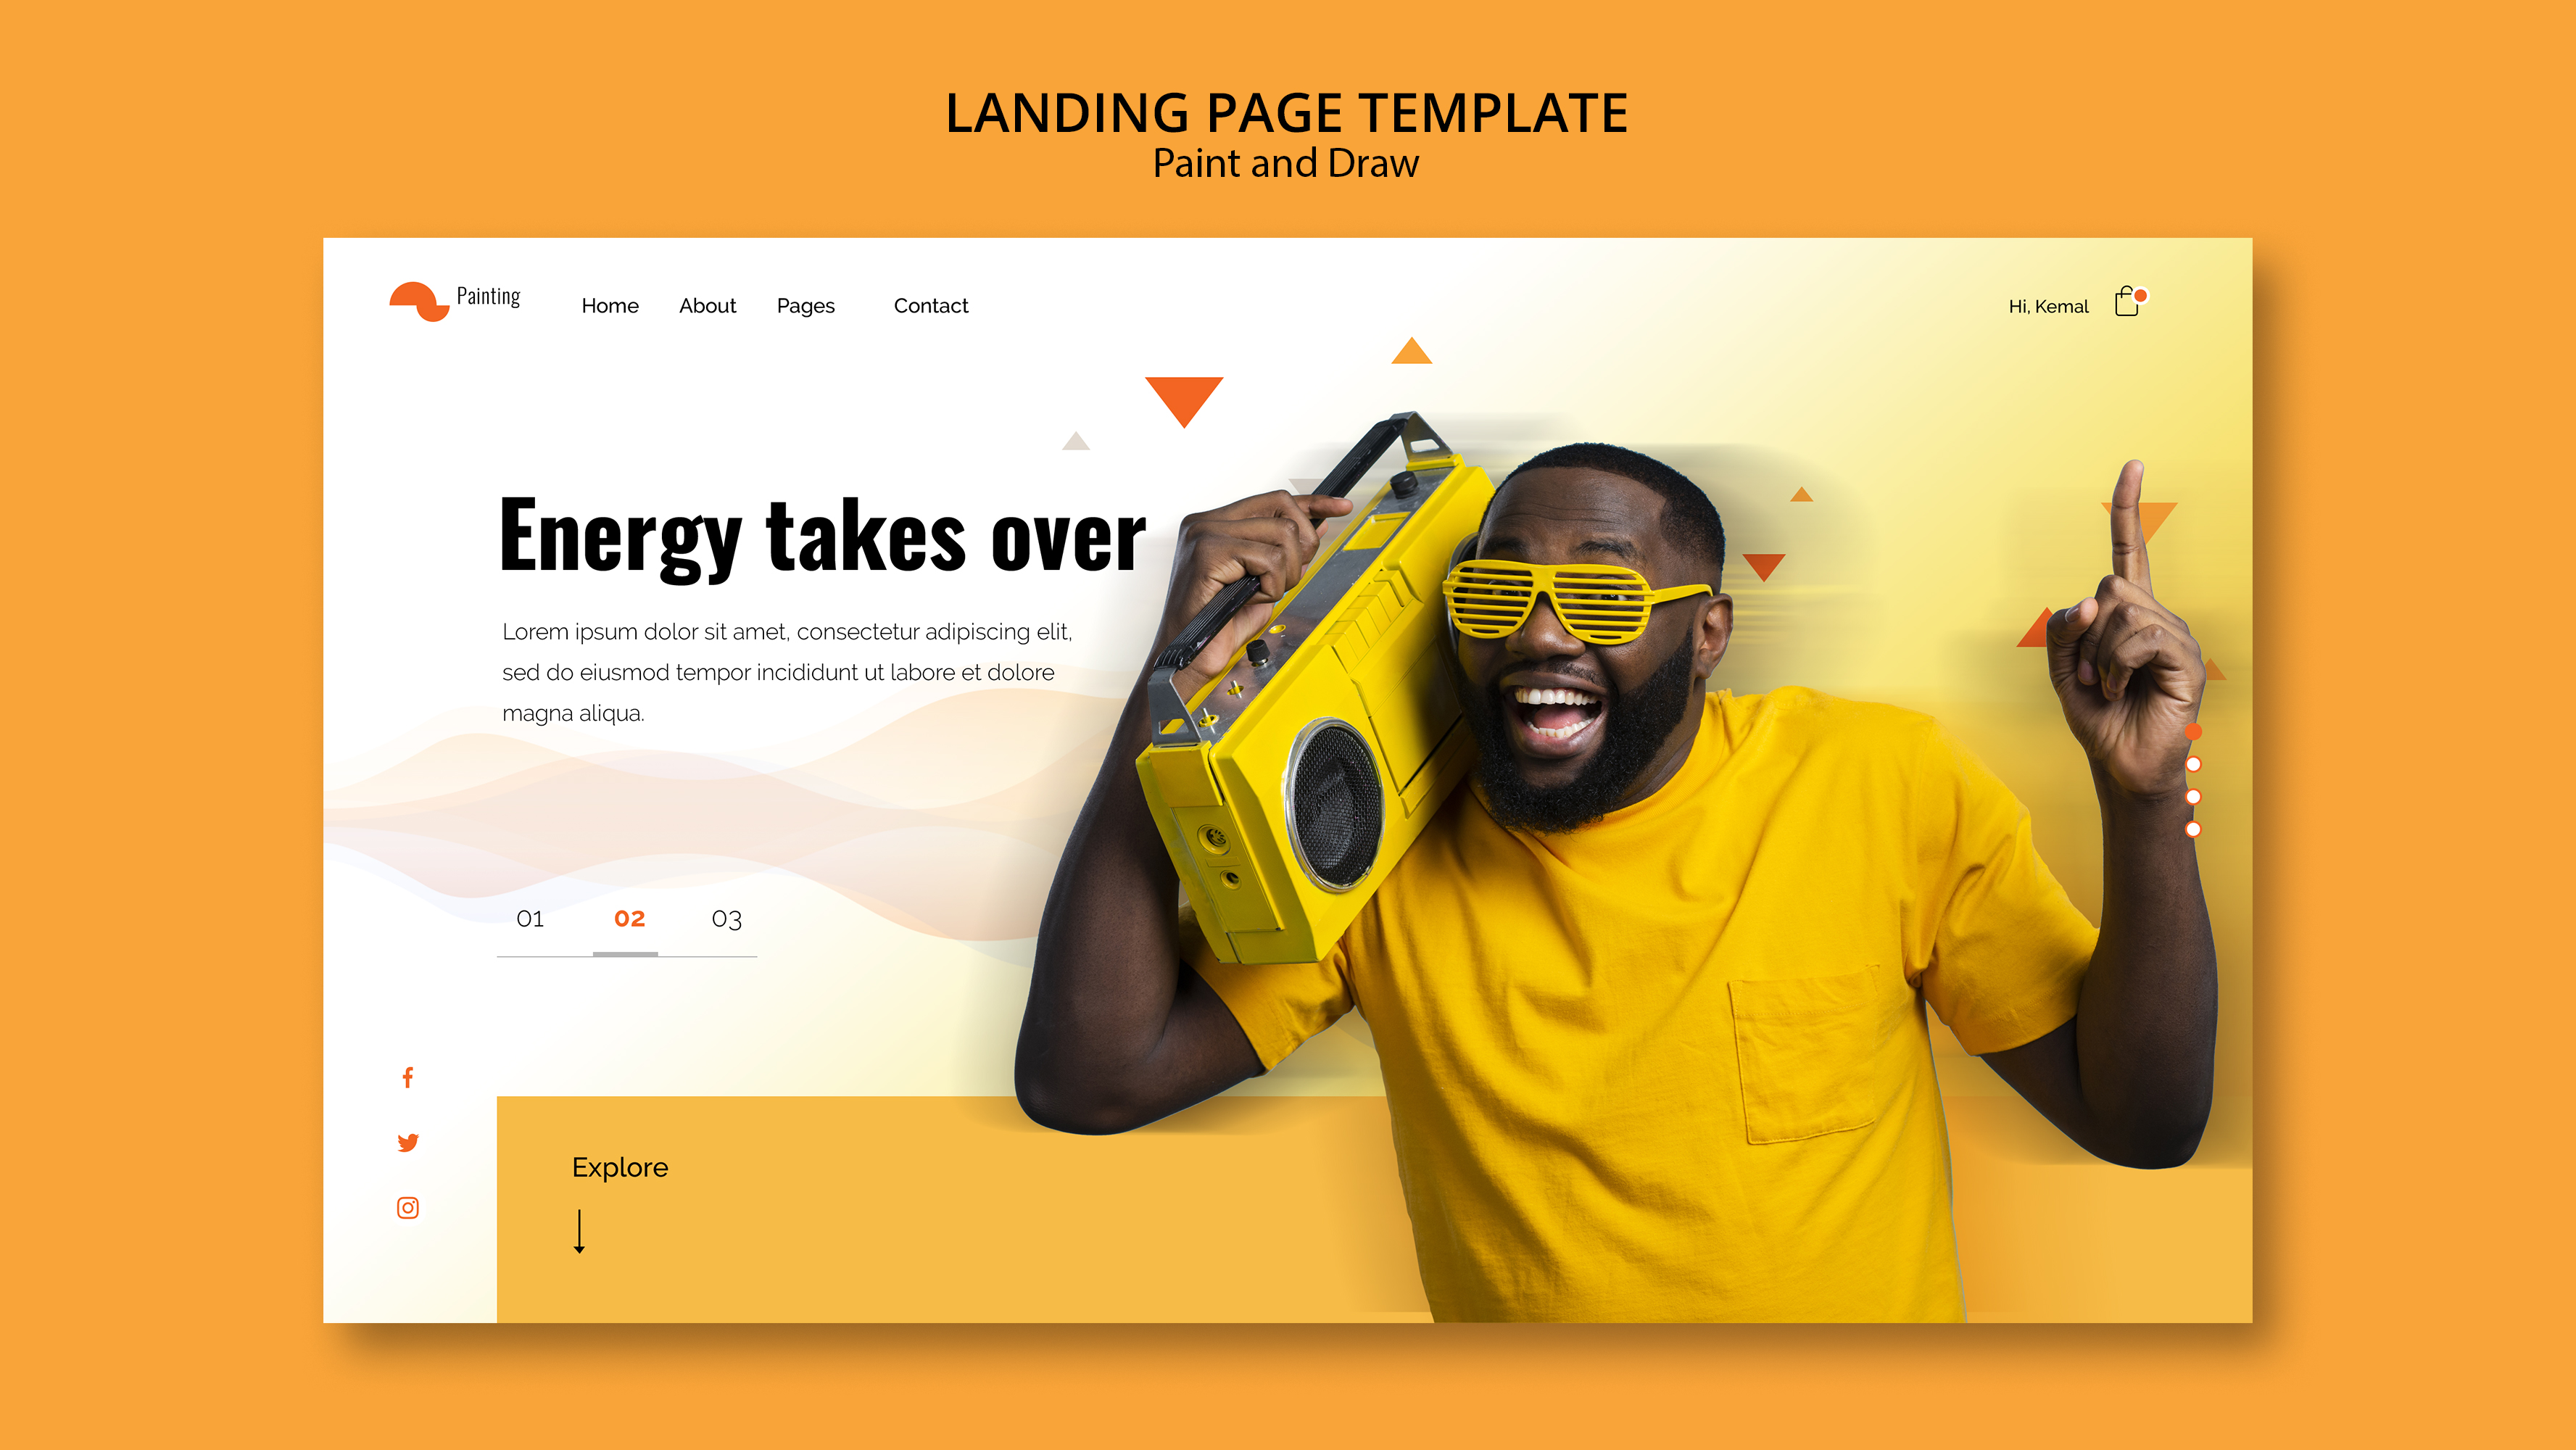 LANDING PAGE TEMPLATE
Paint and Draw
Painting
Home About Pages Contact
Hi, Kemal
Energy takes over
Lorem ipsum dolor sit amet, consectetur adipiscing elit,
sed do eiusmod tempor incididunt ut labore et dolore
magna aliqua.
01 02 03
Explore